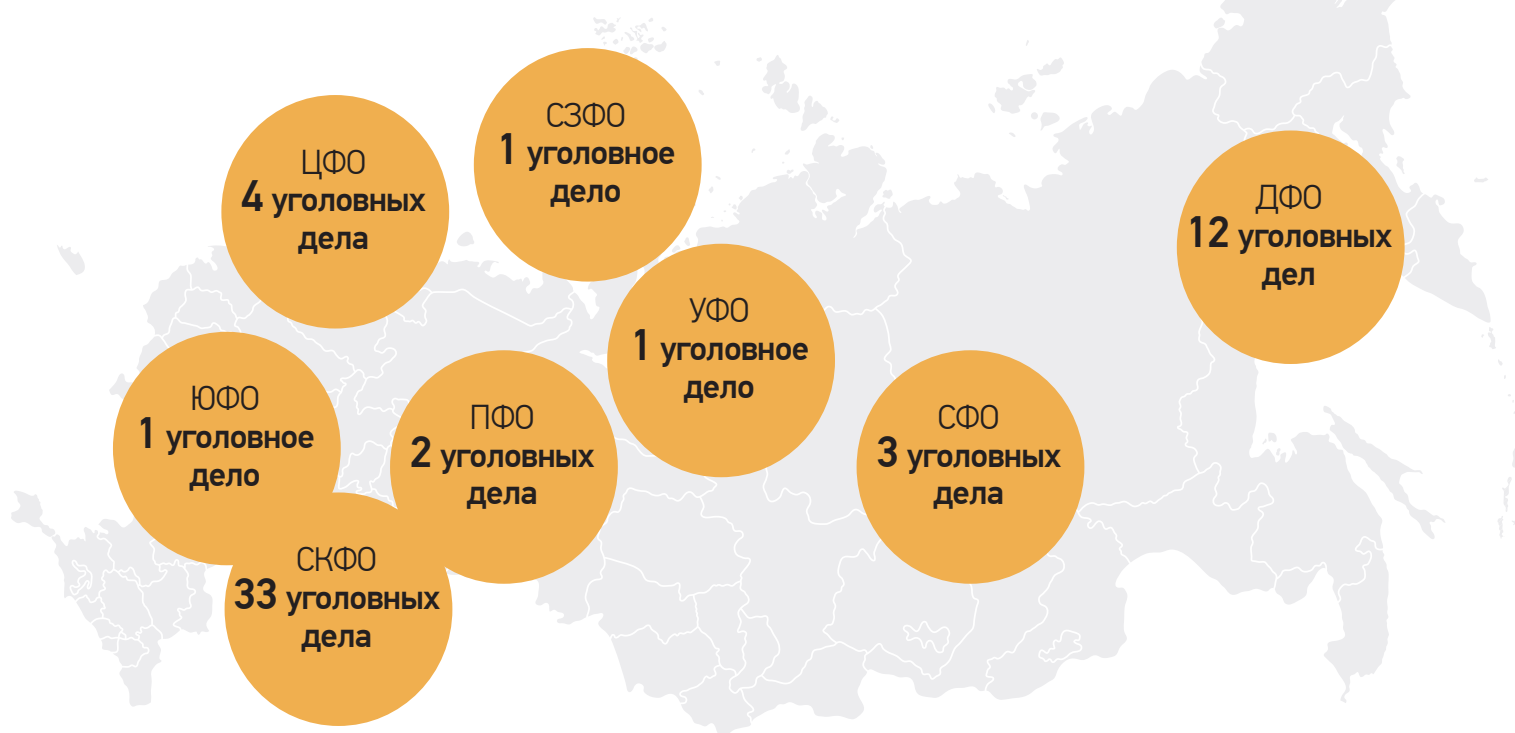 СЗФО
1 уголовное
дело
ЦФО
4 уголовных
дела
ДФО
12 уголовных
дел
УФО
1 уголовное
дело
ЮФО
1 уголовное
дело
ПФО
2 уголовных
дела
СФО
3 уголовных
дела
СКФО
33 уголовных
дела